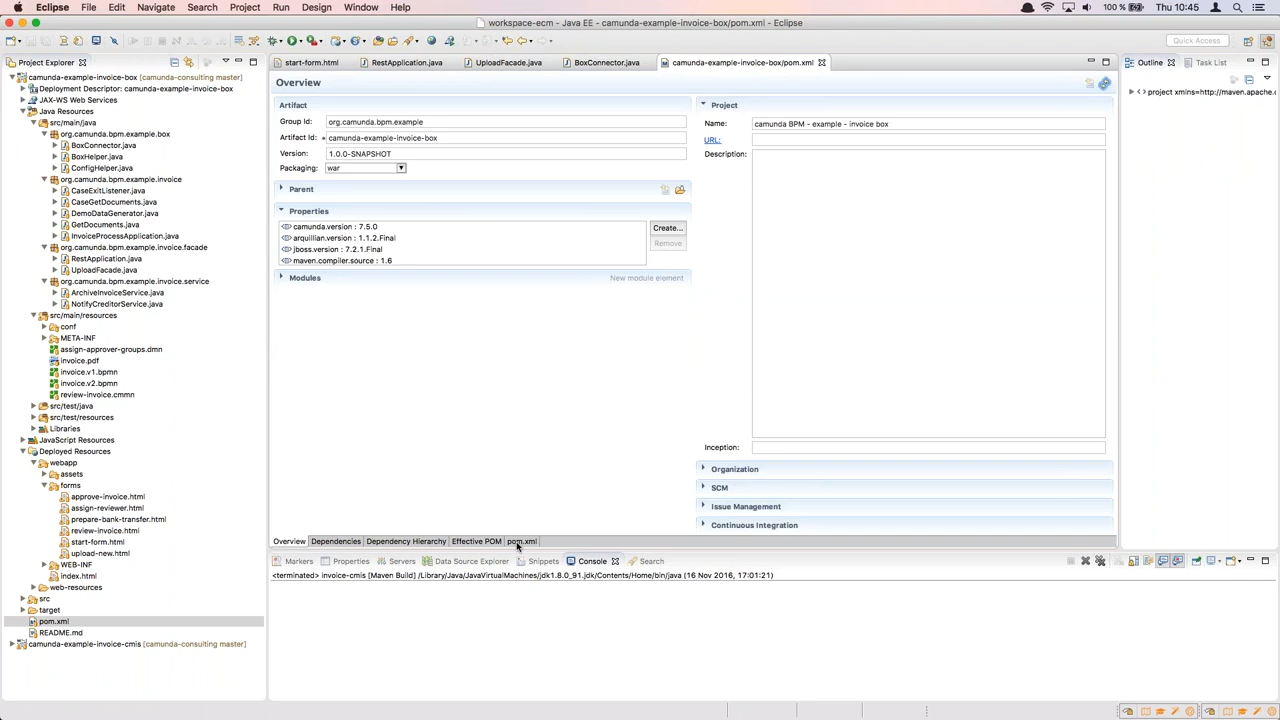 Eclipse File Edit Navigate Search Project Run Design Window Help 100 % Thu 10:45
workspace-ecm - Java EE - camunda-example-invoice-box/pom.xml - Eclipse
Quick Access
Project Explorer
camunda-example-invoice-box [camunda-consulting master]
Deployment Descriptor: camunda-example-invoice-box
JAX-WS Web Services
Java Resources
src/main/java
org.camunda.bpm.example.box
BoxConnector.java
BoxHelper.java
ConfigHelper.java
org.camunda.bpm.example.invoice
CaseExitListener.java
CaseGetDocuments.java
DemoDataGenerator.java
GetDocuments.java
InvoiceProcessApplication.java
org.camunda.bpm.example.invoice.facade
RestApplication.java
UploadFacade.java
org.camunda.bpm.example.invoice.service
ArchiveInvoiceService.java
NotifyCreditorService.java
src/main/resources
conf
META-INF
assign-approver-groups.dmn
invoice.pdf
invoice.v1.bpmn
invoice.v2.bpmn
review-invoice.cmmn
src/test/java
src/test/resources
Libraries
JavaScript Resources
Deployed Resources
webapp
assets
forms
approve-invoice.html
assign-reviewer.html
prepare-bank-transfer.html
review-invoice.html
start-form.html
upload-new.html
WEB-INF
index.html
web-resources
src
target
pom.xml
README.md
camunda-example-invoice-cmis [camunda-consulting master]
start-form.html RestApplication.java UploadFacade.java BoxConnector.java camunda-example-invoice-box/pom.xml
Overview
Artifact
Group Id: org.camunda.bpm.example
Artifact Id: * camunda-example-invoice-box
Version: 1.0.0-SNAPSHOT
Packaging: war
Parent
Properties
camunda.version : 7.5.0
arquillian.version : 1.1.2.Final
jboss.version : 7.2.1.Final
maven.compiler.source : 1.6
Create...
Remove
Modules New module element
Project
Name: camunda BPM - example - invoice box
URL:
Description:
Inception:
Organization
SCM
Issue Management
Continuous Integration
Overview Dependencies Dependency Hierarchy Effective POM pom.xml
Markers Properties Servers Data Source Explorer Snippets Console Search
<terminated> invoice-cmis [Maven Build] /Library/Java/JavaVirtualMachines/jdk1.8.0_91.jdk/Contents/Home/bin/java (16 Nov 2016, 17:01:21)
Outline Task List
project xmlns=http://maven.apache.c